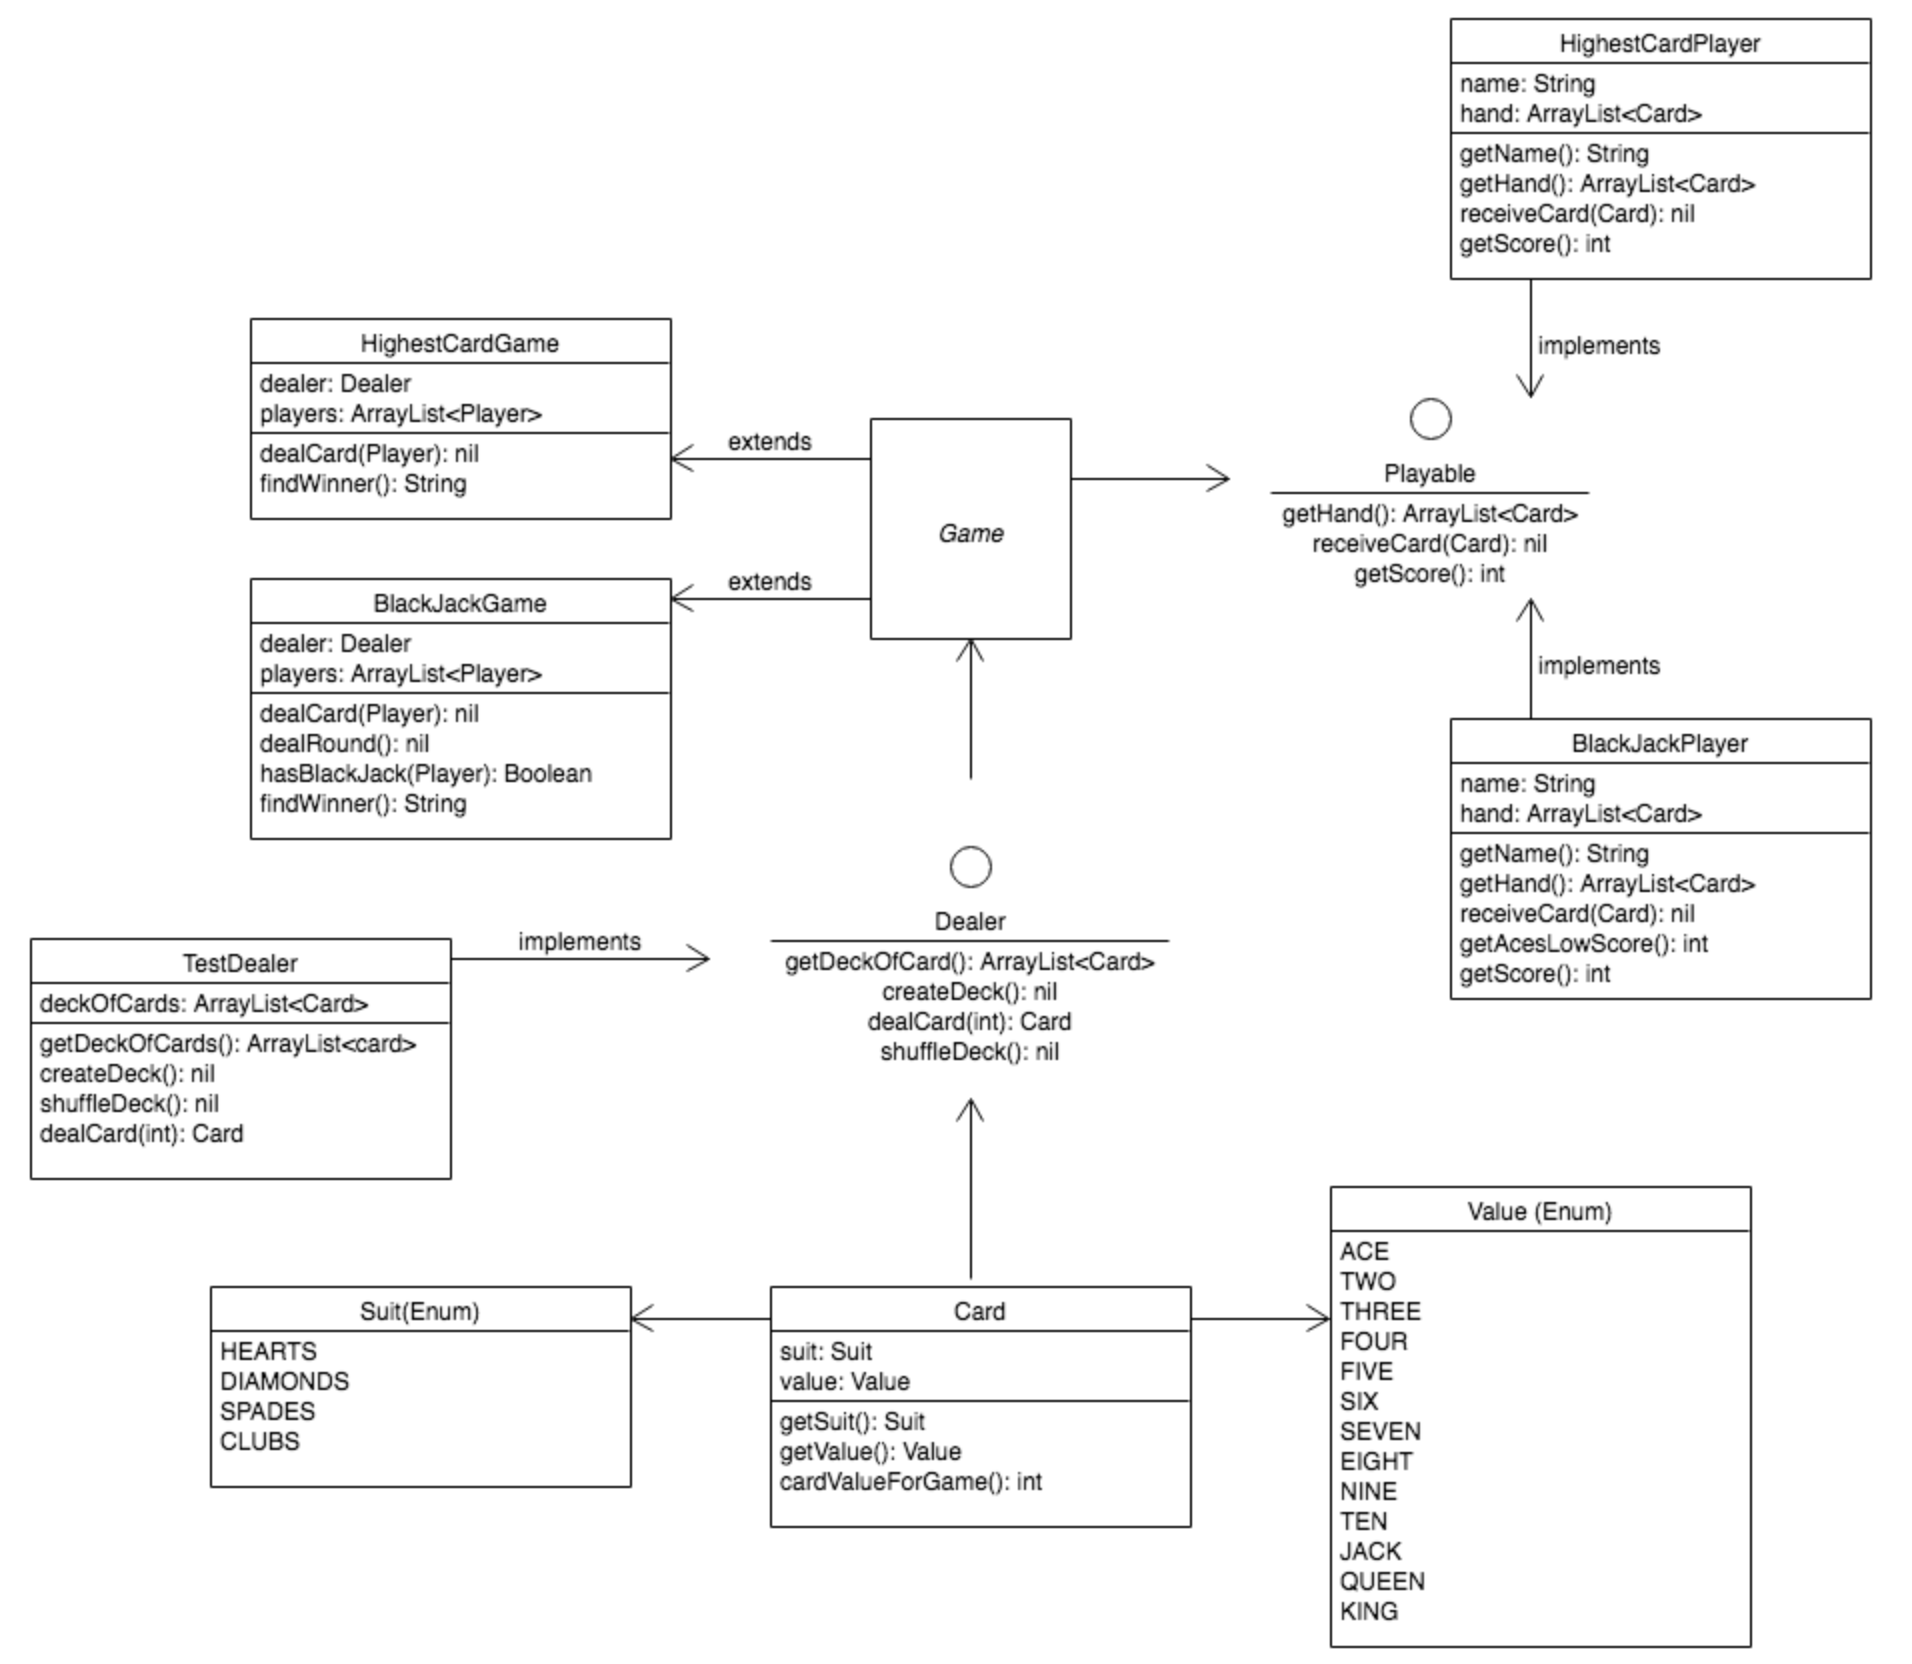 HighestCardPlayer
name: String
hand: ArrayList<Card>
getName(): String
getHand(): ArrayList<Card>
receiveCard(Card): nil
getScore(): int
implements
HighestCardGame
dealer: Dealer
players: ArrayList<Player>
dealCard(Player): nil
findWinner(): String
extends
Game
Playable
getHand(): ArrayList<Card>
receiveCard(Card): nil
getScore(): int
extends
BlackJackGame
dealer: Dealer
players: ArrayList<Player>
dealCard(Player): nil
dealRound(): nil
hasBlackJack(Player): Boolean
findWinner(): String
implements
BlackJackPlayer
name: String
hand: ArrayList<Card>
getName(): String
getHand(): ArrayList<Card>
receiveCard(Card): nil
getAcesLowScore(): int
getScore(): int
Dealer
getDeckOfCard(): ArrayList<Card>
createDeck(): nil
dealCard(int): Card
shuffleDeck(): nil
implements
TestDealer
deckOfCards: ArrayList<Card>
getDeckOfCards(): ArrayList<card>
createDeck(): nil
shuffleDeck(): nil
dealCard(int): Card
Suit(Enum)
HEARTS
DIAMONDS
SPADES
CLUBS
Card
suit: Suit
value: Value
getSuit(): Suit
getValue(): Value
cardValueForGame(): int
Value (Enum)
ACE
TWO
THREE
FOUR
FIVE
SIX
SEVEN
EIGHT
NINE
TEN
JACK
QUEEN
KING